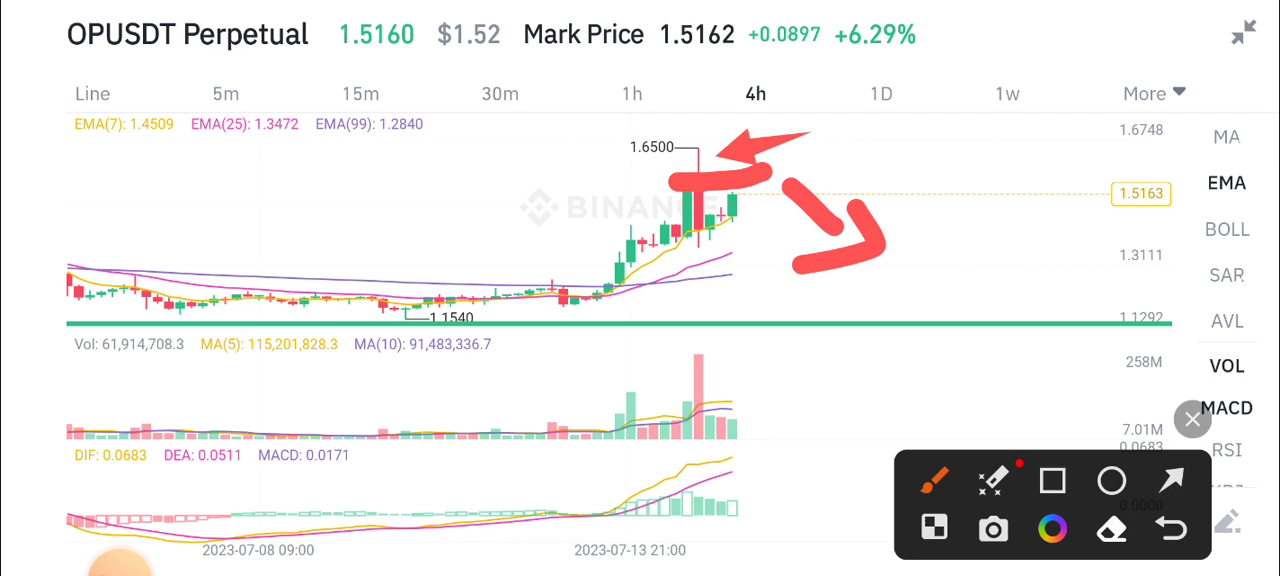 OPUSDT Perpetual 1.5160 $1.52 Mark Price 1.5162 +0.0897 +6.29%
Line 5m 15m 30m 1h 4h 1D 1w More
EMA(7): 1.4509 EMA(25): 1.3472 EMA(99): 1.2840
1.6748
MA
1.6500
EMA
1.5163
BINANCE
BOLL
1.3111
SAR
1.1540
1.1292
AVL
Vol: 61,914,708.3 MA(5): 115,201,828.3 MA(10): 91,483,336.7
258M
VOL
MACD
7.01M
0.0683
RSI
DIF: 0.0683 DEA: 0.0511 MACD: 0.0171
0.0000
2023-07-08 09:00 2023-07-13 21:00